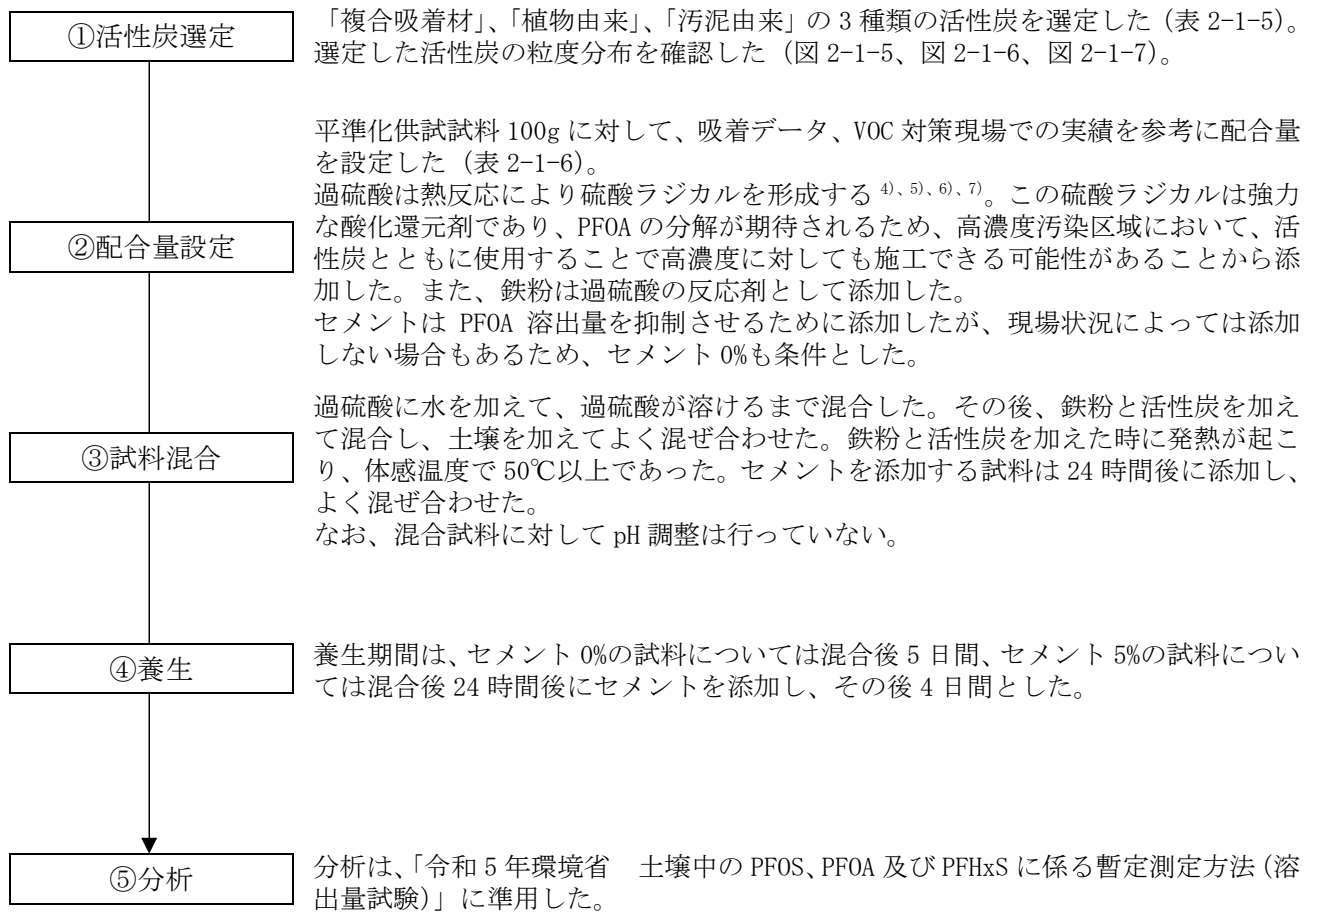 ①活性炭選定
「複合吸着材」、「植物由来」、「汚泥由来」の 3 種類の活性炭を選定した（表 2-1-5）。
選定した活性炭の粒度分布を確認した（図 2-1-5、図 2-1-6、図 2-1-7）。
②配合量設定
平準化供試試料 100g に対して、吸着データ、VOC 対策現場での実績を参考に配合量
を設定した（表 2-1-6）。
過硫酸は熱反応により硫酸ラジカルを形成する 4)、5)、6)、7)。この硫酸ラジカルは強力
な酸化還元剤であり、PFOA の分解が期待されるため、高濃度汚染区域において、活
性炭とともに使用することで高濃度に対しても施工できる可能性があることから添
加した。また、鉄粉は過硫酸の反応剤として添加した。
セメントは PFOA 溶出量を抑制させるために添加したが、現場状況によっては添加
しない場合もあるため、セメント 0%も条件とした。
③試料混合
過硫酸に水を加えて、過硫酸が溶けるまで混合した。その後、鉄粉と活性炭を加え
て混合し、土壌を加えてよく混ぜ合わせた。鉄粉と活性炭を加えた時に発熱が起こ
り、体感温度で 50℃以上であった。セメントを添加する試料は 24 時間後に添加し、
よく混ぜ合わせた。
なお、混合試料に対して pH 調整は行っていない。
④養生
養生期間は、セメント 0%の試料については混合後 5 日間、セメント 5%の試料につい
ては混合後 24 時間後にセメントを添加し、その後 4 日間とした。
⑤分析
分析は、「令和 5 年環境省　土壌中の PFOS、PFOA 及び PFHxS に係る暫定測定方法（溶
出量試験）」に準用した。